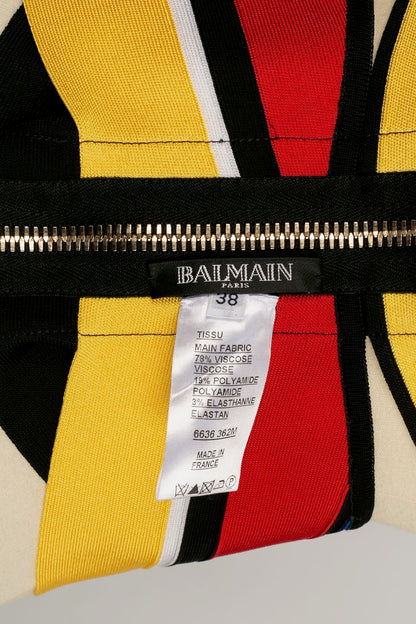 BALMAIN
PARIS
38
TISSU
MAIN FABRIC
78% VISCOSE
VISCOSE
19% POLYAMIDE
POLYAMIDE
3% ELASTHANNE
ELASTAN
6636 362M
MADE IN
FRANCE
P